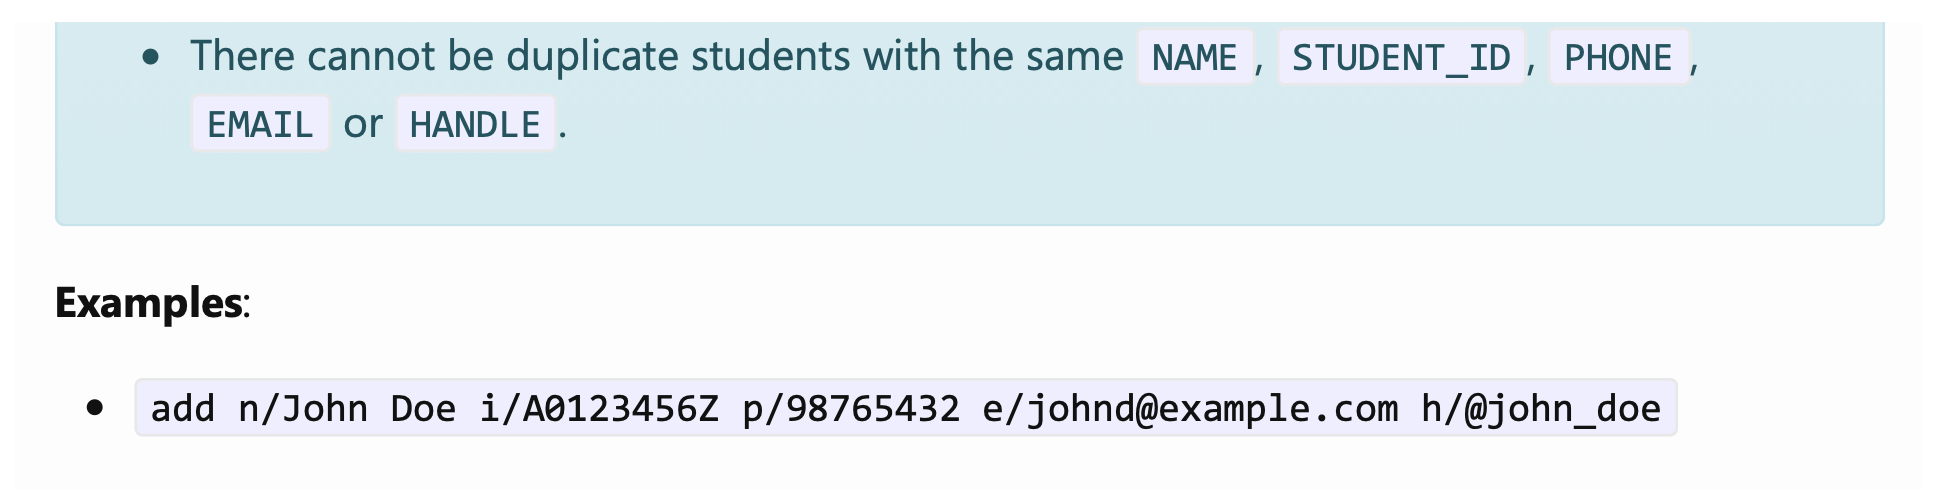 • There cannot be duplicate students with the same NAME, STUDENT_ID, PHONE,
EMAIL or HANDLE.
Examples:
• add n/John Doe i/A0123456Z p/98765432 e/johnd@example.com h/@john_doe